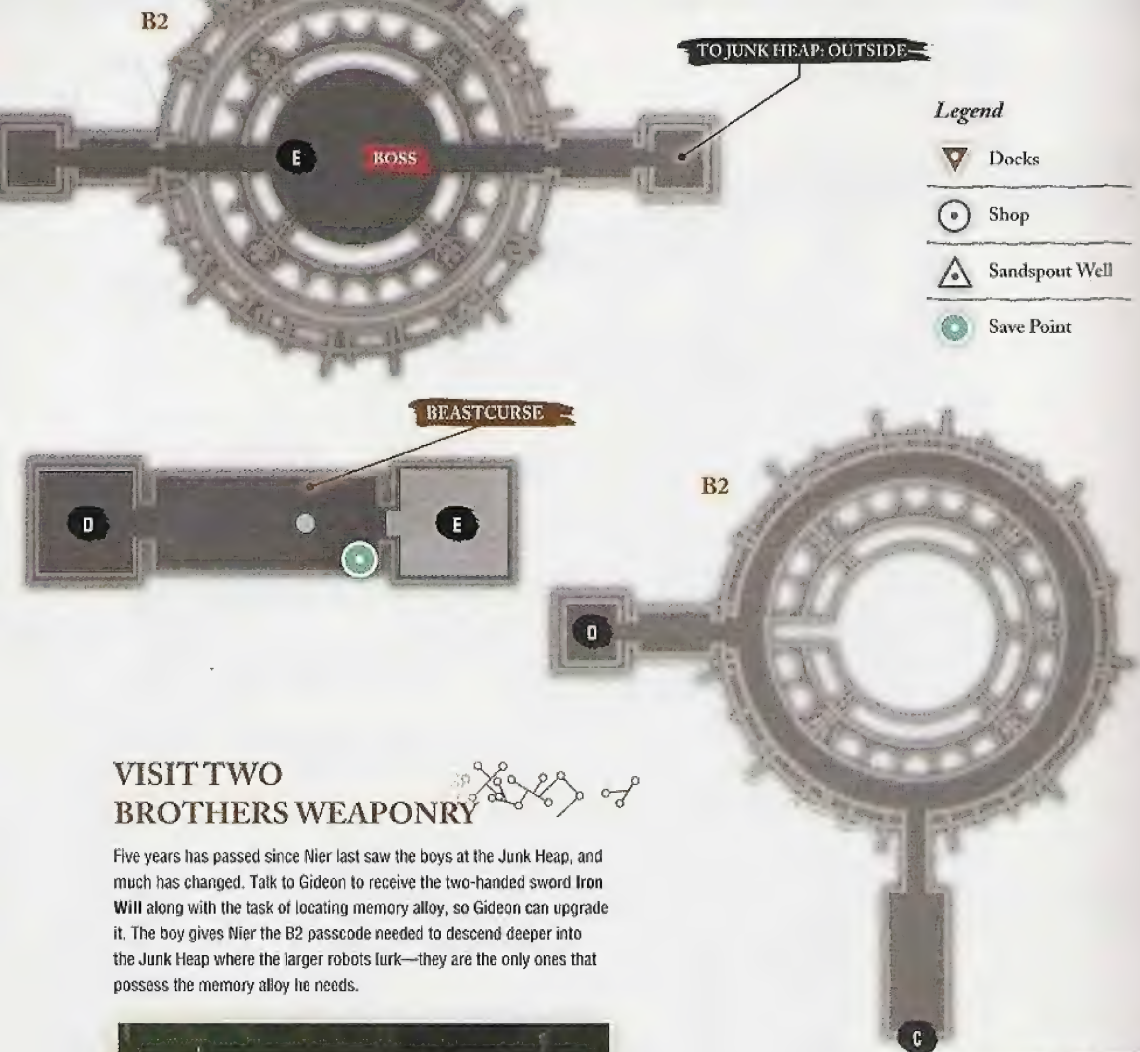 B2
TO JUNK HEAP: OUTSIDE
Legend
E
BOSS
Docks
Shop
Sandspout Well
Save Point
BEASTCURSE
B2
D
E
D
VISIT TWO
BROTHERS WEAPONRY
Five years has passed since Nier last saw the boys at the Junk Heap, and
much has changed. Talk to Gideon to receive the two-handed sword Iron
Will along with the task of locating memory alloy, so Gideon can upgrade
it. The boy gives Nier the B2 passcode needed to descend deeper into
the Junk Heap where the larger robots lurk—they are the only ones that
possess the memory alloy he needs.
C